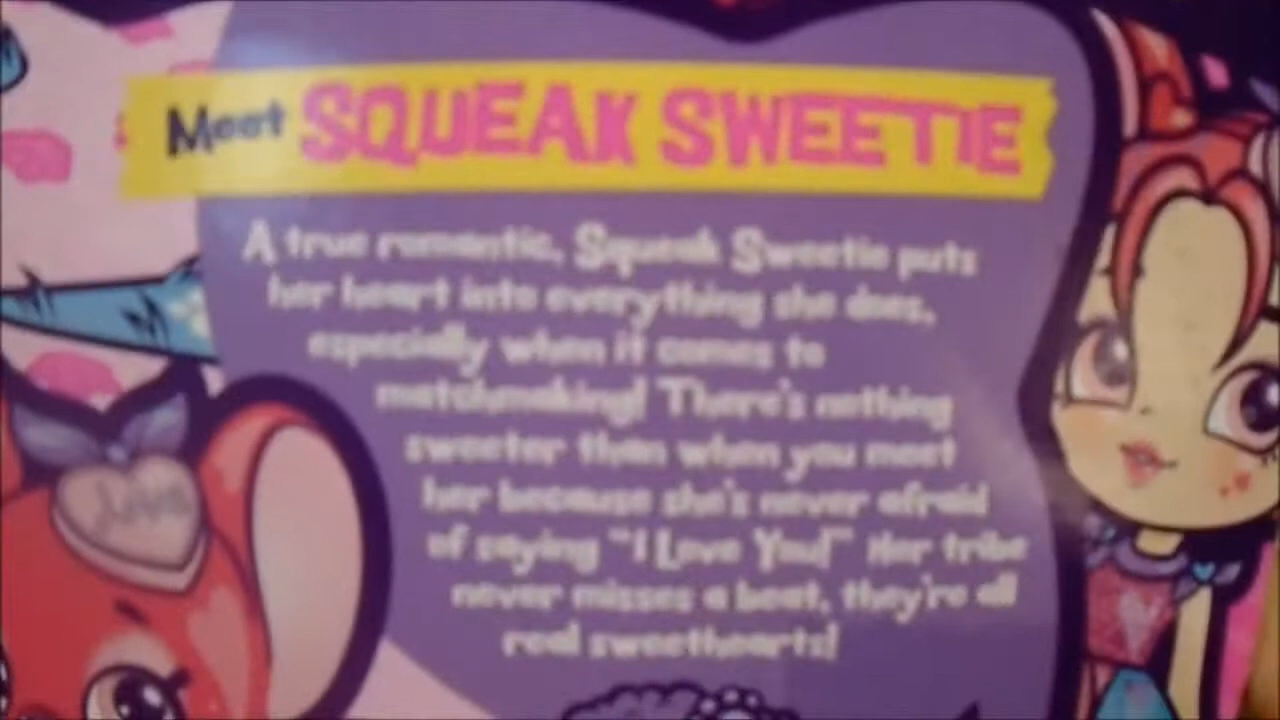 Meet SQUEAK SWEETIE
A true romantic, Squeak Sweetie puts
her heart into everything she does,
especially when it comes to
matchmaking! There's nothing
sweeter than when you meet
her because she's never afraid
of saying "I Love You!" Her tribe
never misses a beat, they're all
real sweethearts!
Love